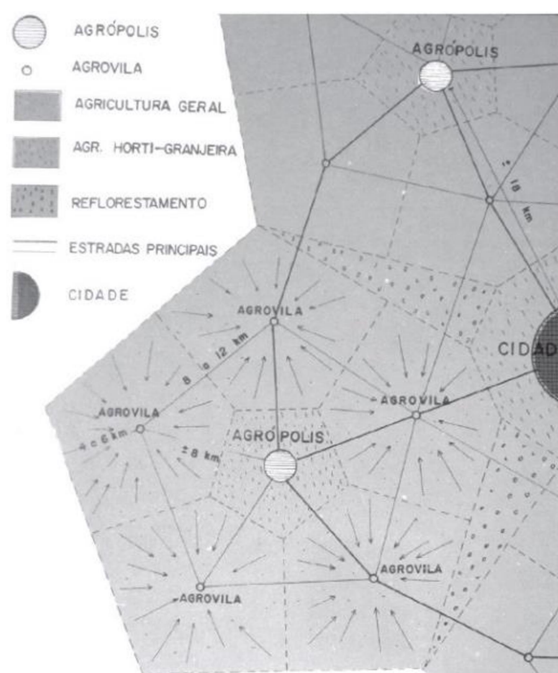 AGRÓPOLIS
AGROVILA
AGRICULTURA GERAL
AGR. HORTI-GRANJEIRA
REFLORESTAMENTO
ESTRADAS PRINCIPAIS
CIDADE
AGRÓPOLIS
± 18 km
AGROVILA
8 a 12 km
CIDAD
AGROVILA
AGROVILA
4 a 6 km
±8 km
AGRÓPOLIS
AGROVILA
AGROVILA